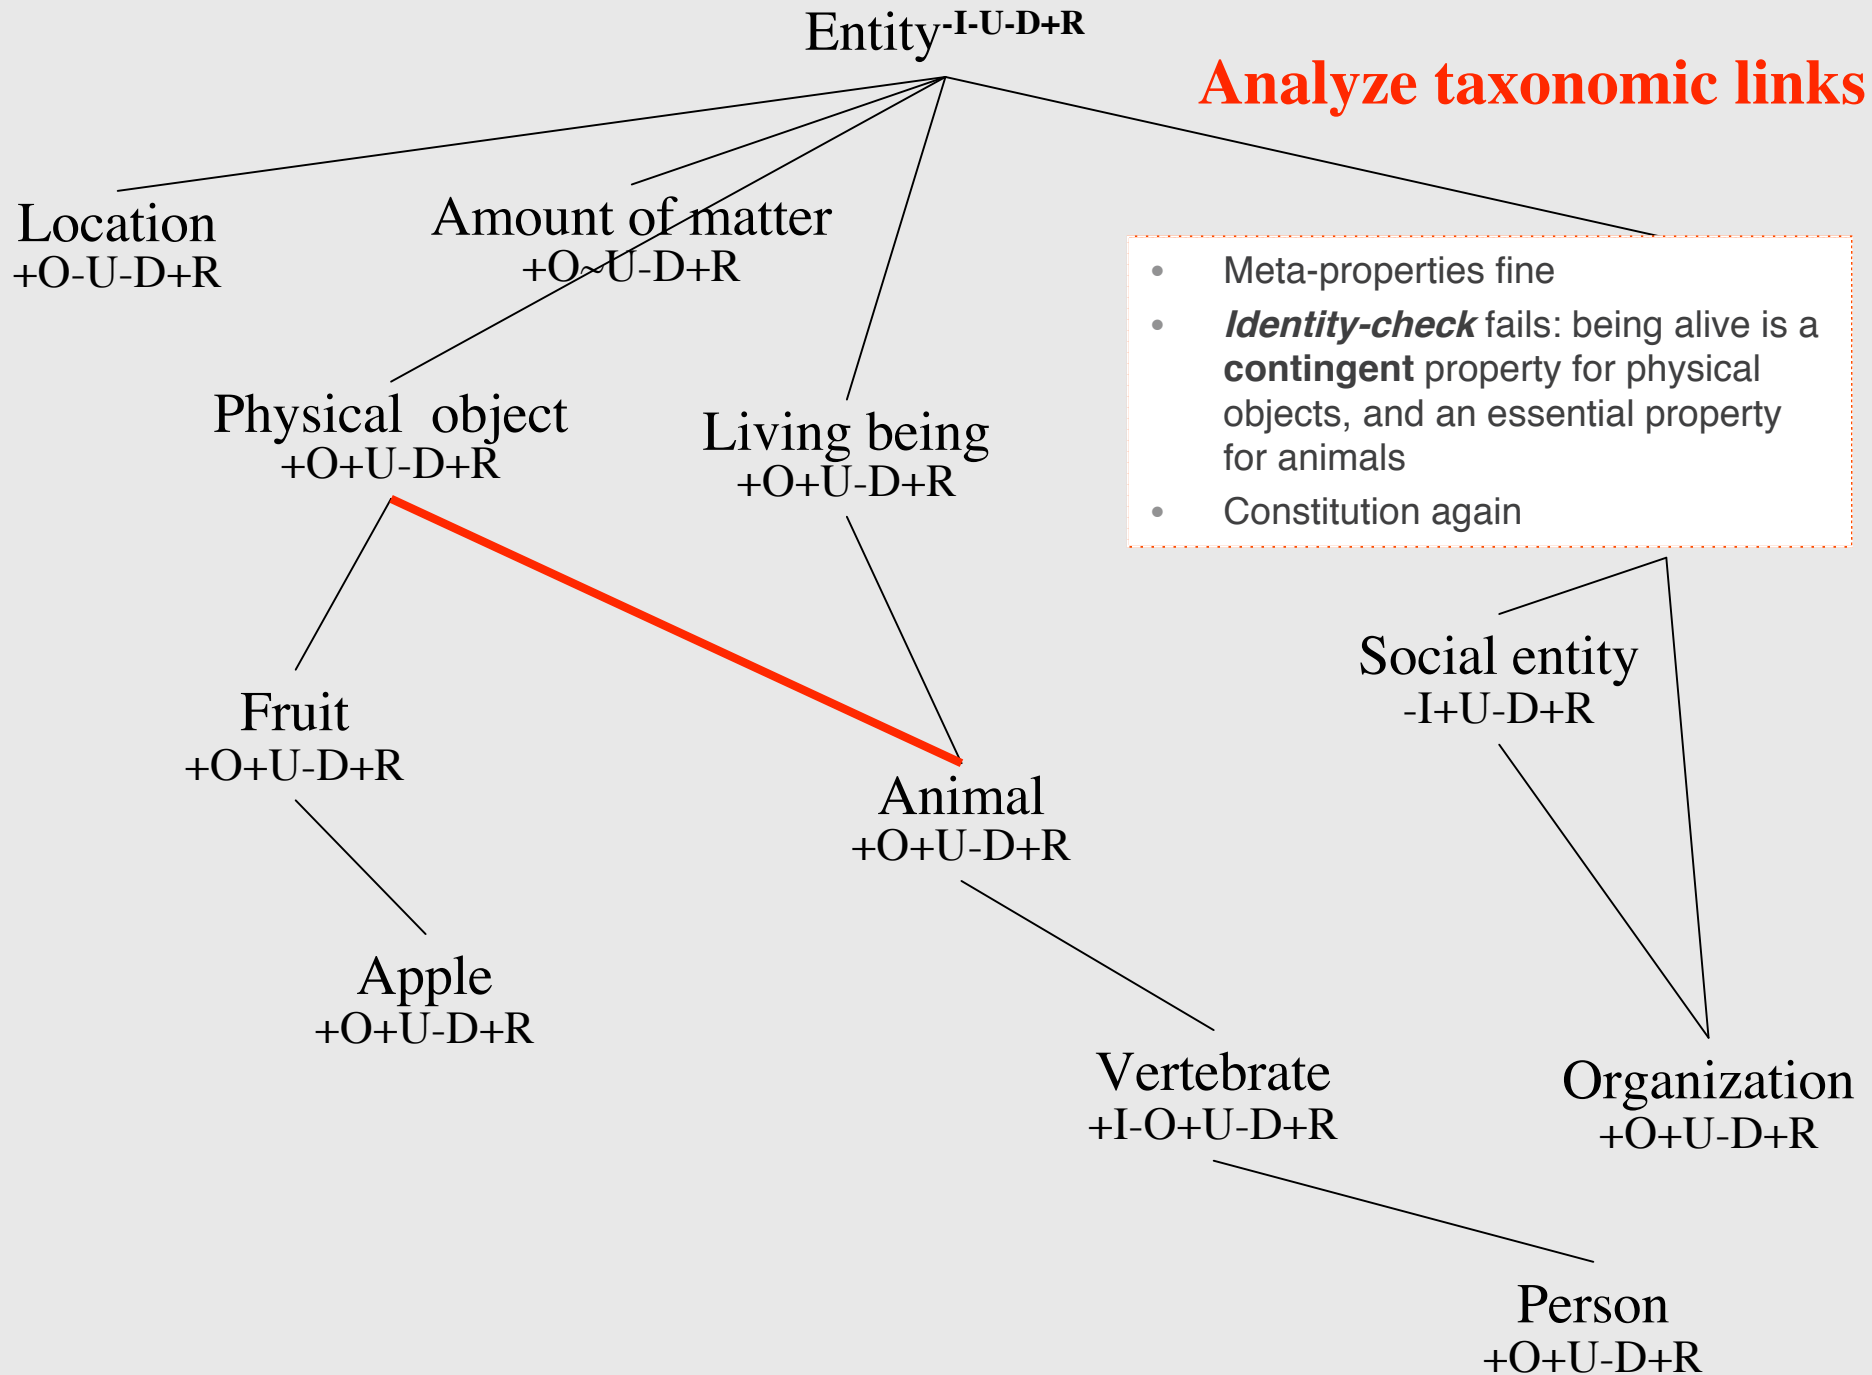 Entity-I-U-D+R
Analyze taxonomic links
Location
+O-U-D+R
Amount of matter
+O~U-D+R
• Meta-properties fine
• Identity-check fails: being alive is a
contingent property for physical
objects, and an essential property
for animals
• Constitution again
Physical object
+O+U-D+R
Living being
+O+U-D+R
Social entity
-I+U-D+R
Fruit
+O+U-D+R
Animal
+O+U-D+R
Apple
+O+U-D+R
Vertebrate
+I-O+U-D+R
Organization
+O+U-D+R
Person
+O+U-D+R